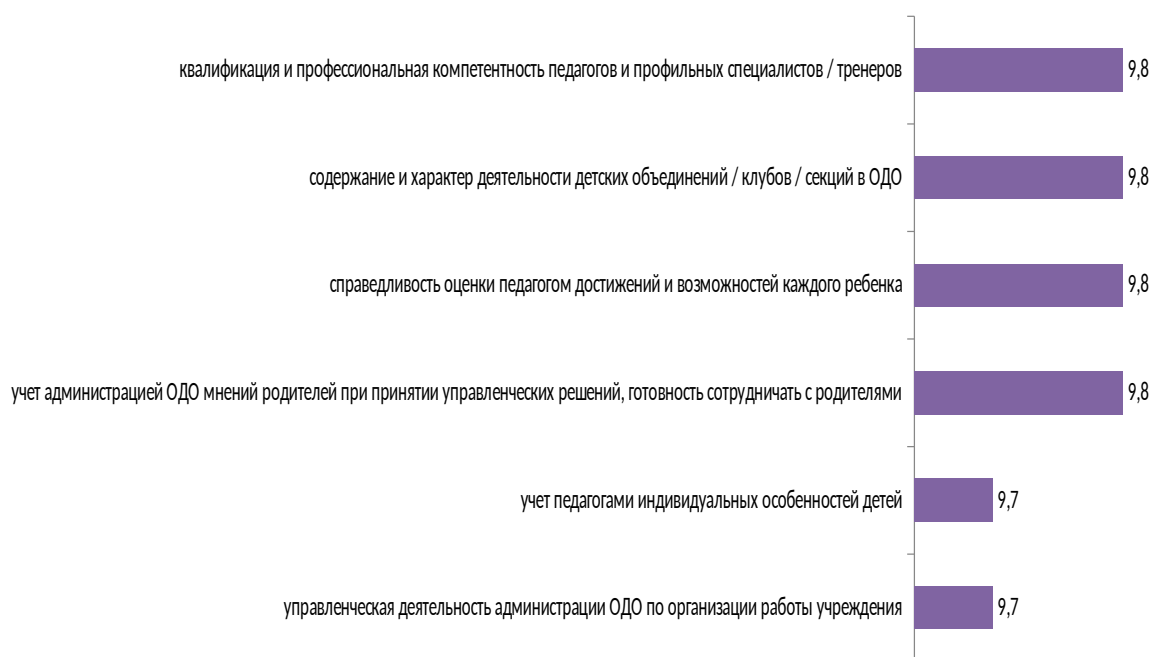 квалификация и профессиональная компетентность педагогов и профильных специалистов / тренеров 9,8
содержание и характер деятельности детских объединений / клубов / секций в ОДО 9,8
справедливость оценки педагогом достижений и возможностей каждого ребенка 9,8
учет администрацией ОДО мнений родителей при принятии управленческих решений, готовность сотрудничать с родителями 9,8
учет педагогами индивидуальных особенностей детей 9,7
управленческая деятельность администрации ОДО по организации работы учреждения 9,7